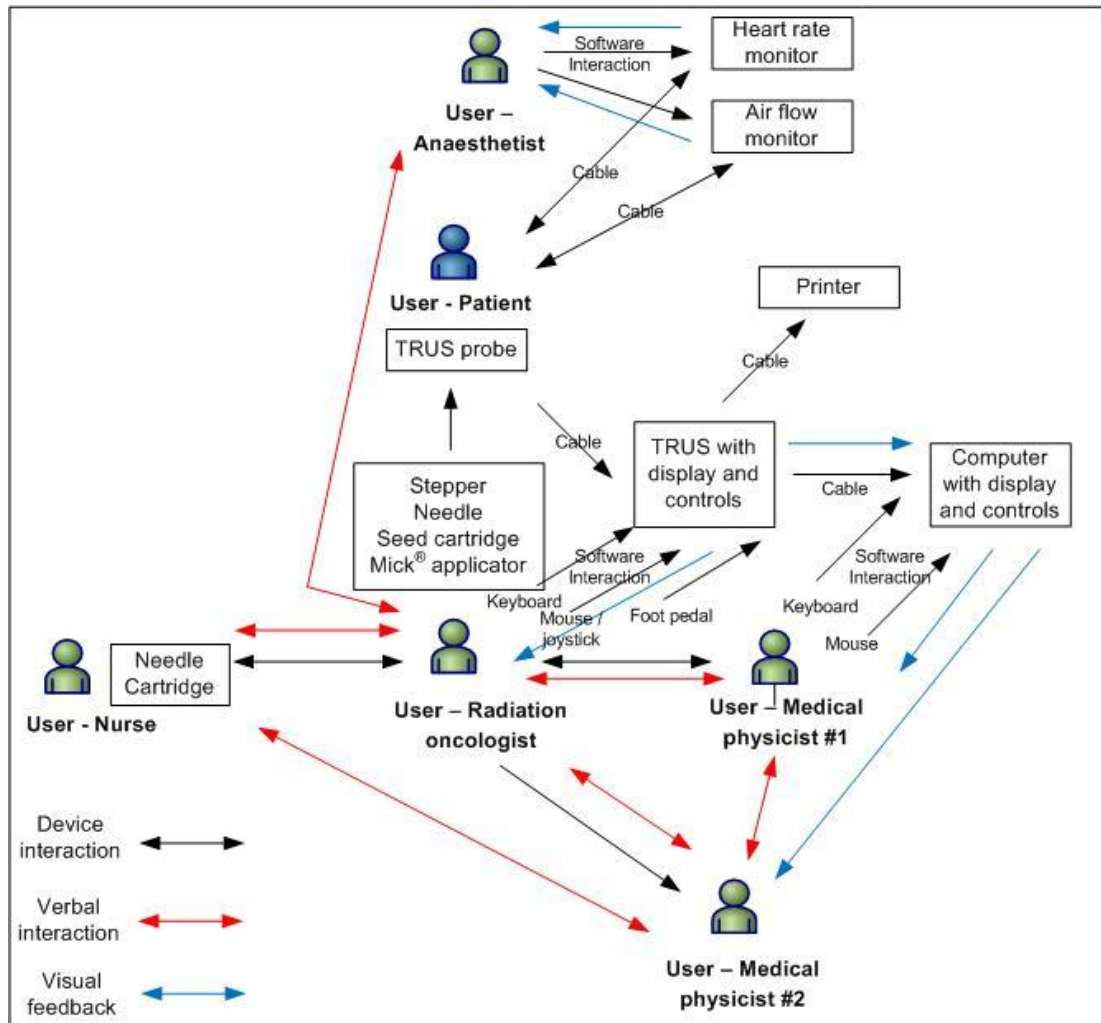 Heart rate
monitor
Software
Interaction
User –
Anaesthetist
Air flow
monitor
Cable
Cable
User - Patient
Printer
TRUS probe
Cable
Cable
TRUS with
display and
controls
Cable
Computer
with display
and controls
Stepper
Needle
Seed cartridge
Mick® applicator
Software
Interaction
Keyboard
Mouse /
joystick
Foot pedal
Software
Interaction
Keyboard
Mouse
Needle
Cartridge
User - Nurse
User – Radiation
oncologist
User – Medical
physicist #1
Device
interaction
Verbal
interaction
Visual
feedback
User – Medical
physicist #2